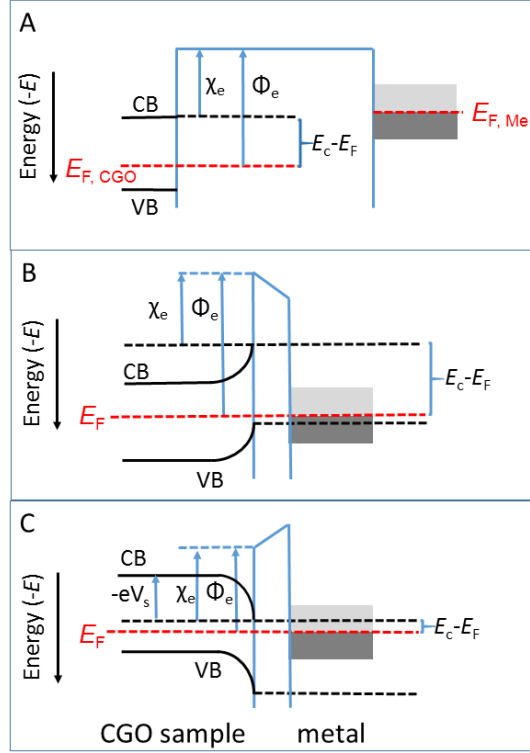 A
Energy (-E)
CB
χe
Φe
EF, Me
Ec-EF
EF, CGO
VB
B
Energy (-E)
χe
Φe
CB
Ec-EF
EF
VB
C
Energy (-E)
CB
-eVs
χe
Φe
EF
Ec-EF
VB
CGO sample
metal